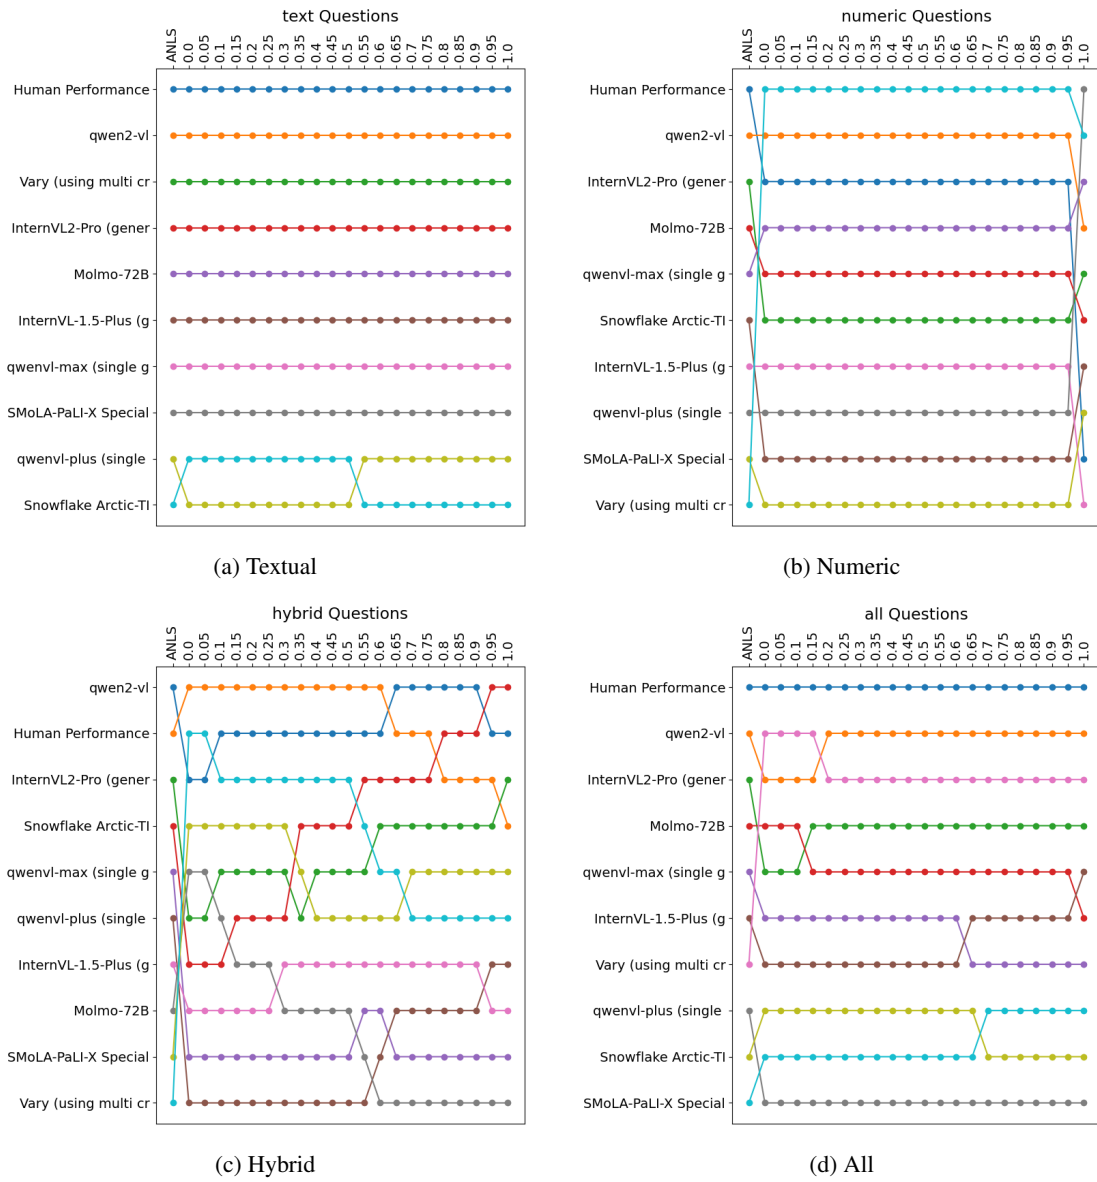 text Questions
ANLS 0.0 0.05 0.1 0.15 0.2 0.25 0.3 0.35 0.4 0.45 0.5 0.55 0.6 0.65 0.7 0.75 0.8 0.85 0.9 0.95 1.0
Human Performance
qwen2-vl
Vary (using multi cr
InternVL2-Pro (gener
Molmo-72B
InternVL-1.5-Plus (g
qwenvl-max (single g
SMoLA-PaLI-X Special
qwenvl-plus (single
Snowflake Arctic-TI
(a) Textual
numeric Questions
ANLS 0.0 0.05 0.1 0.15 0.2 0.25 0.3 0.35 0.4 0.45 0.5 0.55 0.6 0.65 0.7 0.75 0.8 0.85 0.9 0.95 1.0
Human Performance
qwen2-vl
InternVL2-Pro (gener
Molmo-72B
qwenvl-max (single g
Snowflake Arctic-TI
InternVL-1.5-Plus (g
qwenvl-plus (single
SMoLA-PaLI-X Special
Vary (using multi cr
(b) Numeric
hybrid Questions
ANLS 0.0 0.05 0.1 0.15 0.2 0.25 0.3 0.35 0.4 0.45 0.5 0.55 0.6 0.65 0.7 0.75 0.8 0.85 0.9 0.95 1.0
qwen2-vl
Human Performance
InternVL2-Pro (gener
Snowflake Arctic-TI
qwenvl-max (single g
qwenvl-plus (single
InternVL-1.5-Plus (g
Molmo-72B
SMoLA-PaLI-X Special
Vary (using multi cr
(c) Hybrid
all Questions
ANLS 0.0 0.05 0.1 0.15 0.2 0.25 0.3 0.35 0.4 0.45 0.5 0.55 0.6 0.65 0.7 0.75 0.8 0.85 0.9 0.95 1.0
Human Performance
qwen2-vl
InternVL2-Pro (gener
Molmo-72B
qwenvl-max (single g
InternVL-1.5-Plus (g
Vary (using multi cr
qwenvl-plus (single
Snowflake Arctic-TI
SMoLA-PaLI-X Special
(d) All